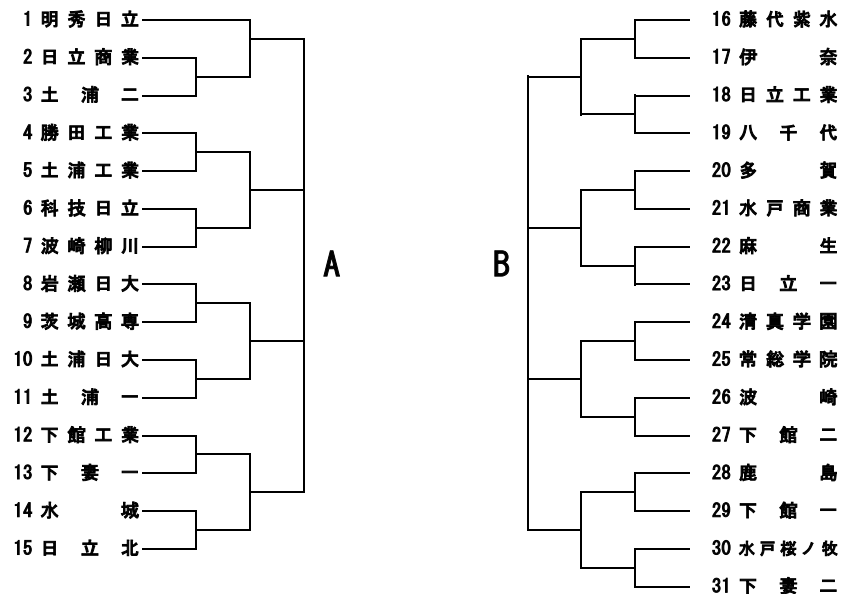 1 明秀日立
2 日立商業
3 土浦二
4 勝田工業
5 土浦工業
6 科技日立
7 波崎柳川
8 岩瀬日大
9 茨城高専
10 土浦日大
11 土浦一
12 下館工業
13 下妻一
14 水城
15 日立北
A
B
16 藤代紫水
17 伊奈
18 日立工業
19 八千代
20 多賀
21 水戸商業
22 麻生
23 日立一
24 清真学園
25 常総学院
26 波崎
27 下館二
28 鹿島
29 下館一
30 水戸桜ノ牧
31 下妻二